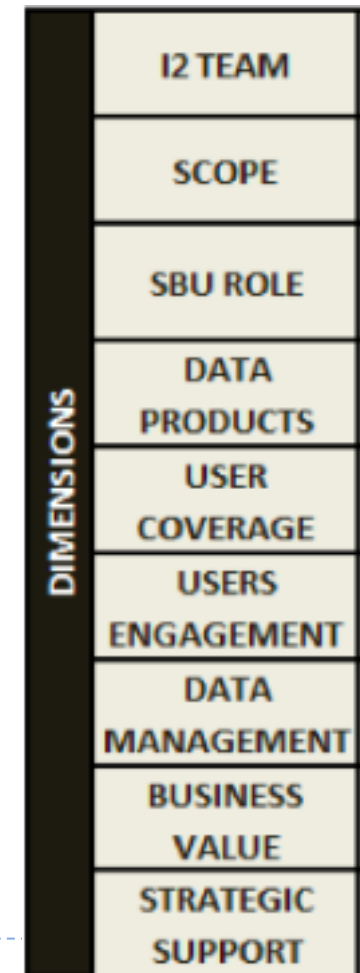 DIMENSIONS
I2 TEAM
SCOPE
SBU ROLE
DATA
PRODUCTS
USER
COVERAGE
USERS
ENGAGEMENT
DATA
MANAGEMENT
BUSINESS
VALUE
STRATEGIC
SUPPORT